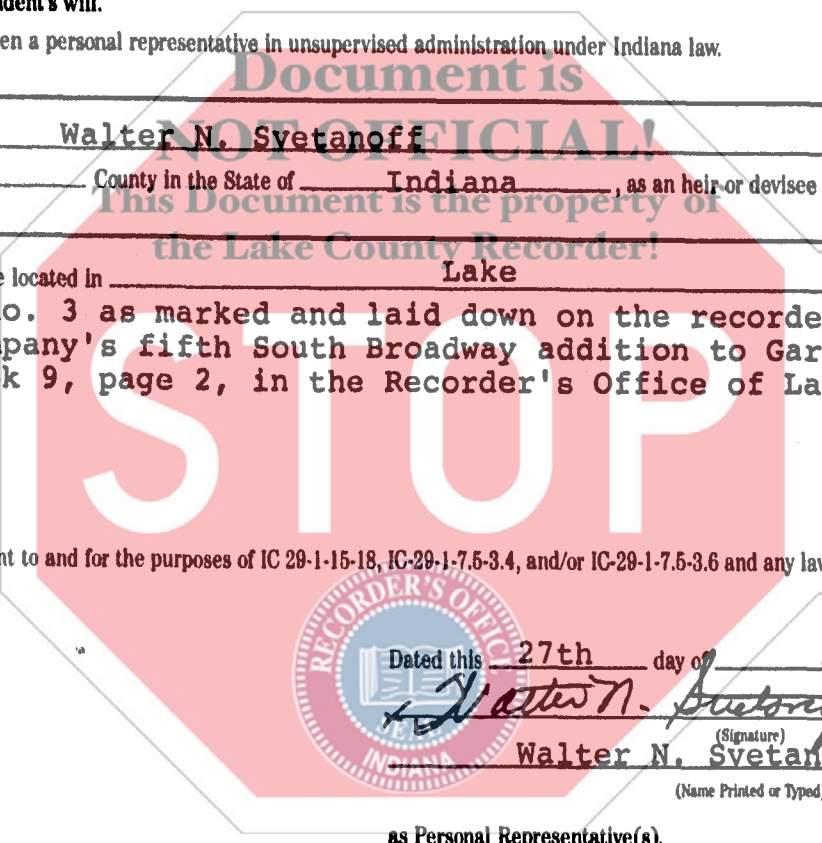 en a personal representative in unsupervised administration under Indiana law.
Document is
NOT OFFICIAL!
Walter N. Svetanoff
County in the State of Indiana, as an heir or devisee
This Document is the property of
the Lake County Recorder!
e located in Lake
o. 3 as marked and laid down on the recorde
pany's fifth South Broadway addition to Gar
k 9, page 2, in the Recorder's Office of La
STOP
nt to and for the purposes of IC 29-1-15-18, IC-29-1-7.5-3.4, and/or IC-29-1-7.5-3.6 and any law
RECORDER'S OFFICE
SEAL
INDIANA
Dated this 27th day of
Walter N.
(Signature)
Walter N. Svetan
(Name Printed or Typed)
as Personal Representative(s).